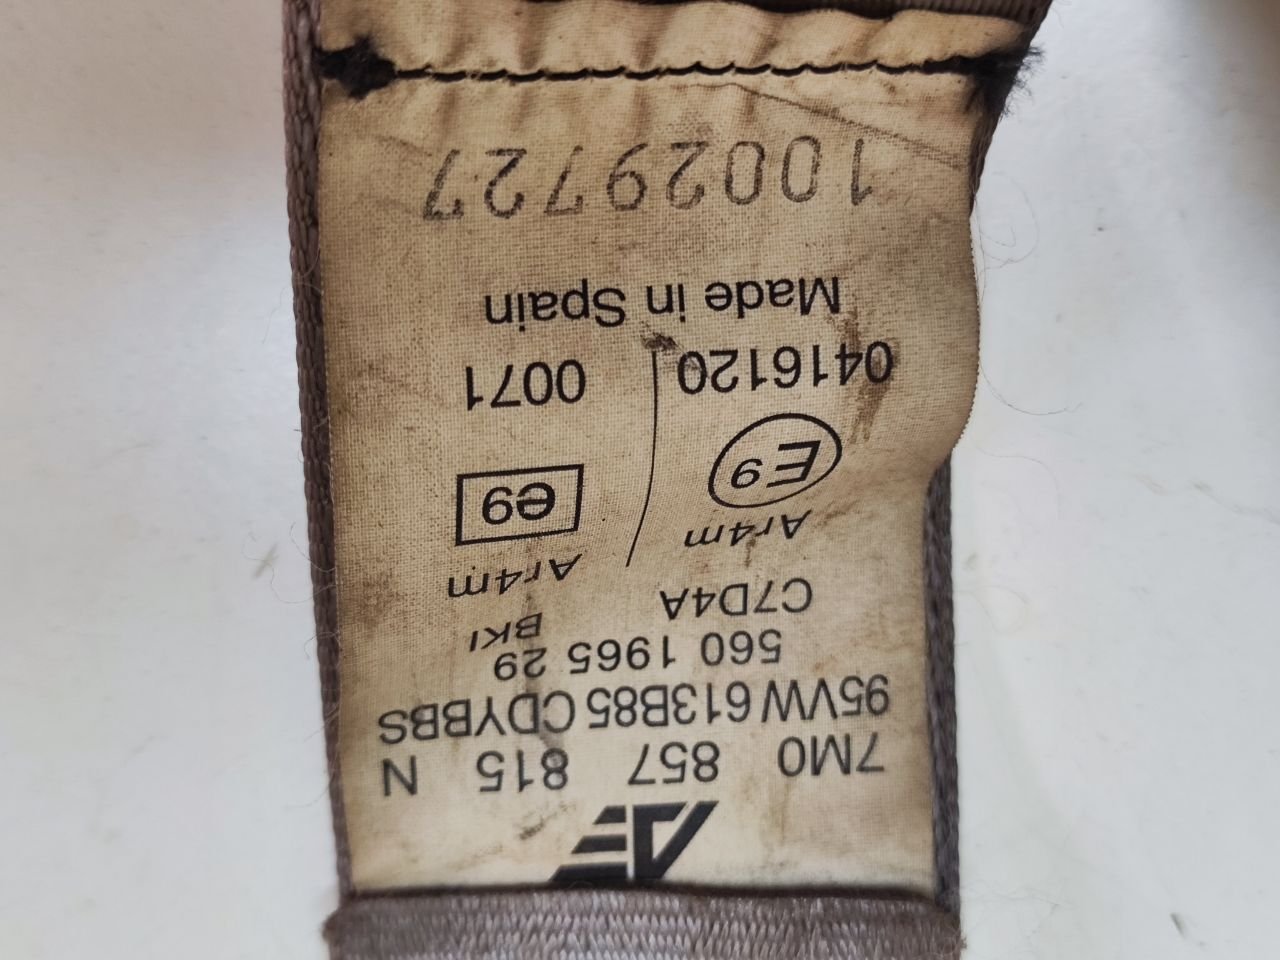 7M0 857 815 N
95VW 613B85 CDYBBS
560 1965 29
C7D4A BKI
Ar4m Ar4m
E9 e9
0416120 0071
Made in Spain
10029727